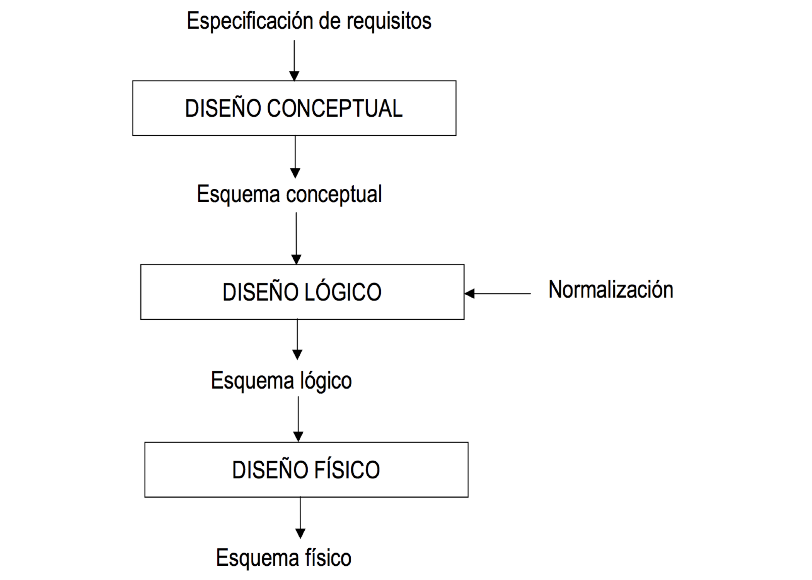 Especificación de requisitos
DISEÑO CONCEPTUAL
Esquema conceptual
DISEÑO LÓGICO
Normalización
Esquema lógico
DISEÑO FÍSICO
Esquema físico